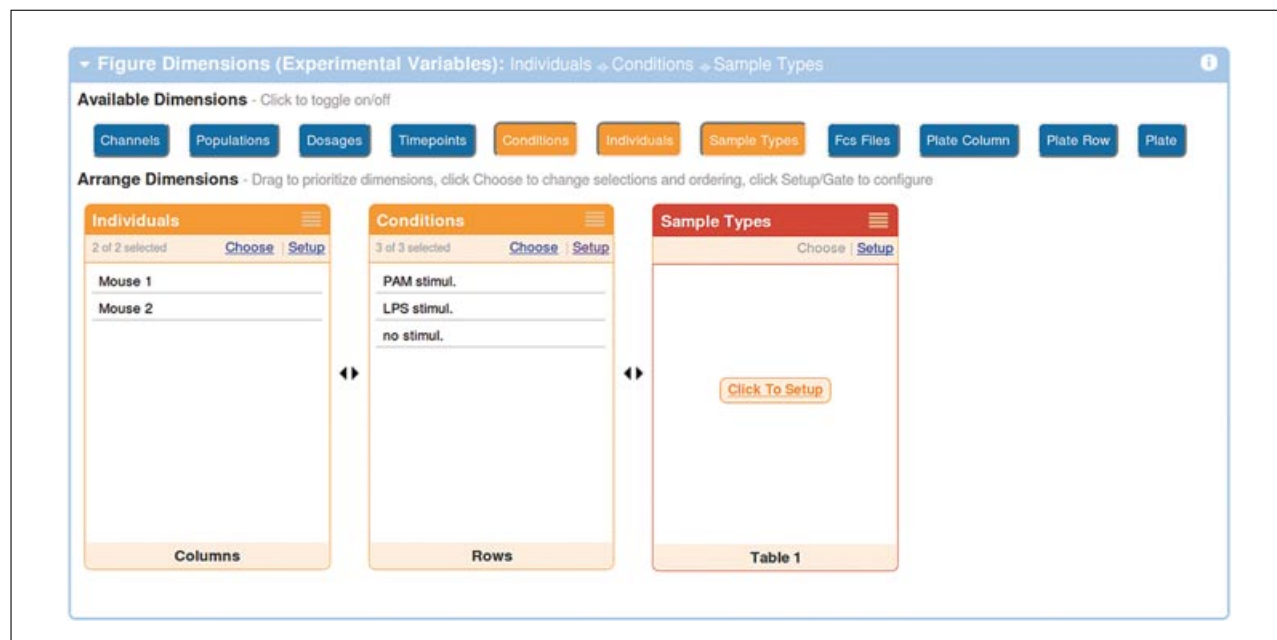 Figure Dimensions (Experimental Variables): Individuals Conditions Sample Types
Available Dimensions - Click to toggle on/off
Channels Populations Dosages Timepoints Conditions Individuals Sample Types Fcs Files Plate Column Plate Row Plate
Arrange Dimensions - Drag to prioritize dimensions, click Choose to change selections and ordering, click Setup/Gate to configure
Individuals
2 of 2 selected Choose | Setup
Mouse 1
Mouse 2
Columns
Conditions
3 of 3 selected Choose | Setup
PAM stimul.
LPS stimul.
no stimul.
Rows
Sample Types
Choose | Setup
Click To Setup
Table 1